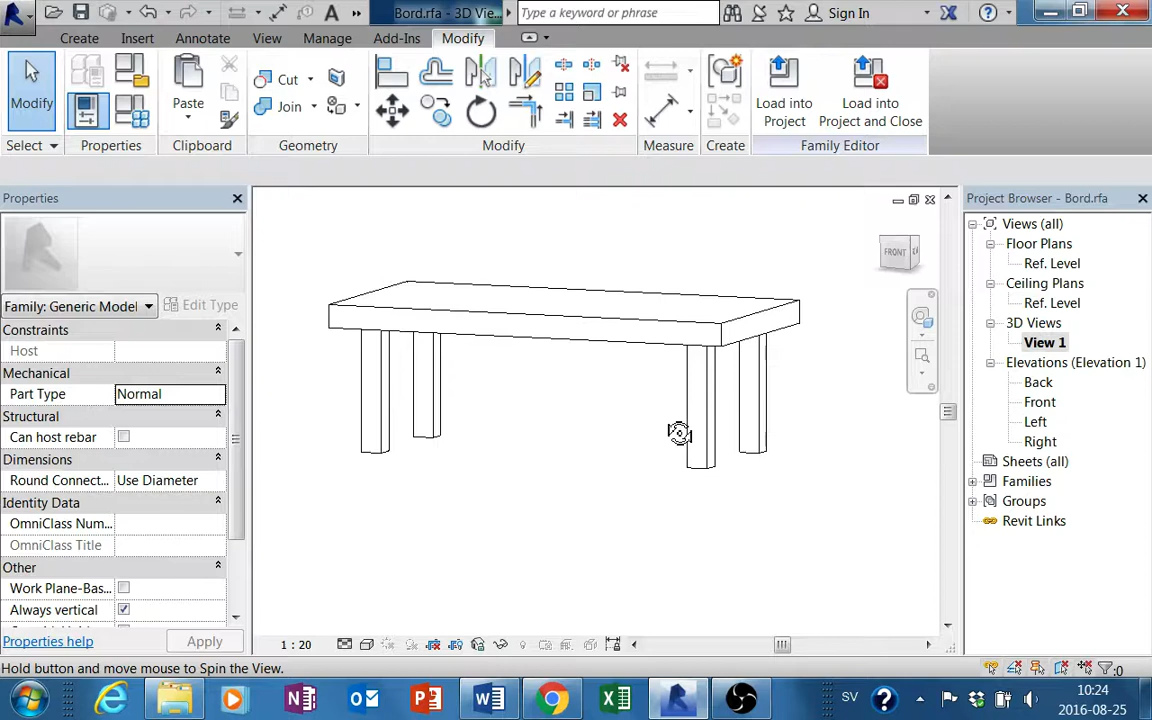 Bord.rfa - 3D Vie...
Type a keyword or phrase
Sign In
Create Insert Annotate View Manage Add-Ins Modify
Modify
Paste
Cut
Join
Load into
Project
Load into
Project and Close
Select Properties Clipboard Geometry Modify Measure Create Family Editor
Properties
Family: Generic Model
Edit Type
Constraints
Host
Mechanical
Part Type Normal
Structural
Can host rebar
Dimensions
Round Connect... Use Diameter
Identity Data
OmniClass Num...
OmniClass Title
Other
Work Plane-Bas...
Always vertical
Properties help
Apply
FRONT
1 : 20
Project Browser - Bord.rfa
Views (all)
Floor Plans
Ref. Level
Ceiling Plans
Ref. Level
3D Views
View 1
Elevations (Elevation 1)
Back
Front
Left
Right
Sheets (all)
Families
Groups
Revit Links
Hold button and move mouse to Spin the View.
:0
SV
10:24
2016-08-25